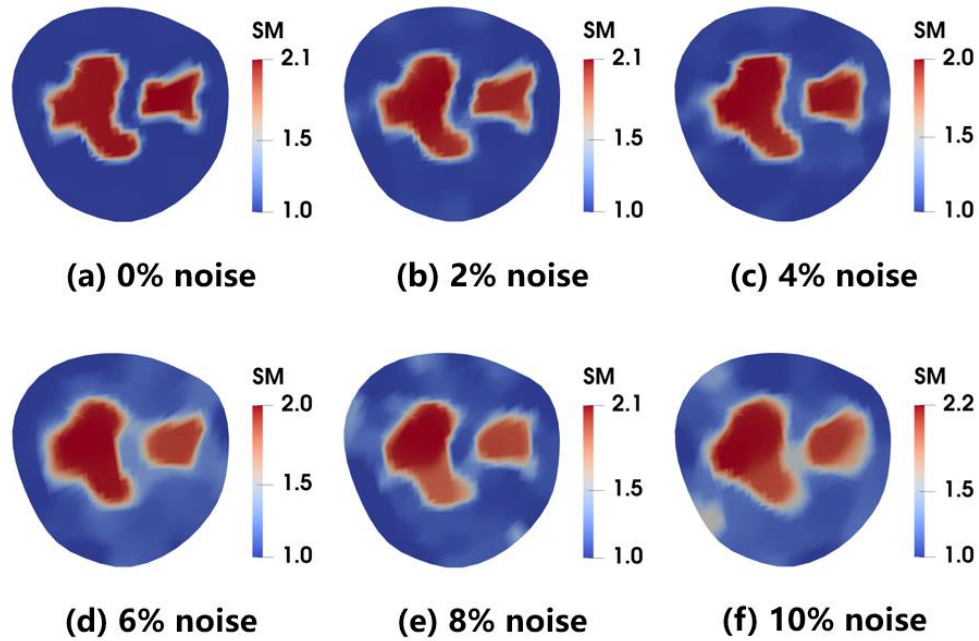 SM
2.1
1.5
1.0
(a) 0% noise
SM
2.1
1.5
1.0
(b) 2% noise
SM
2.0
1.5
1.0
(c) 4% noise
SM
2.0
1.5
1.0
(d) 6% noise
SM
2.1
1.5
1.0
(e) 8% noise
SM
2.2
1.5
1.0
(f) 10% noise